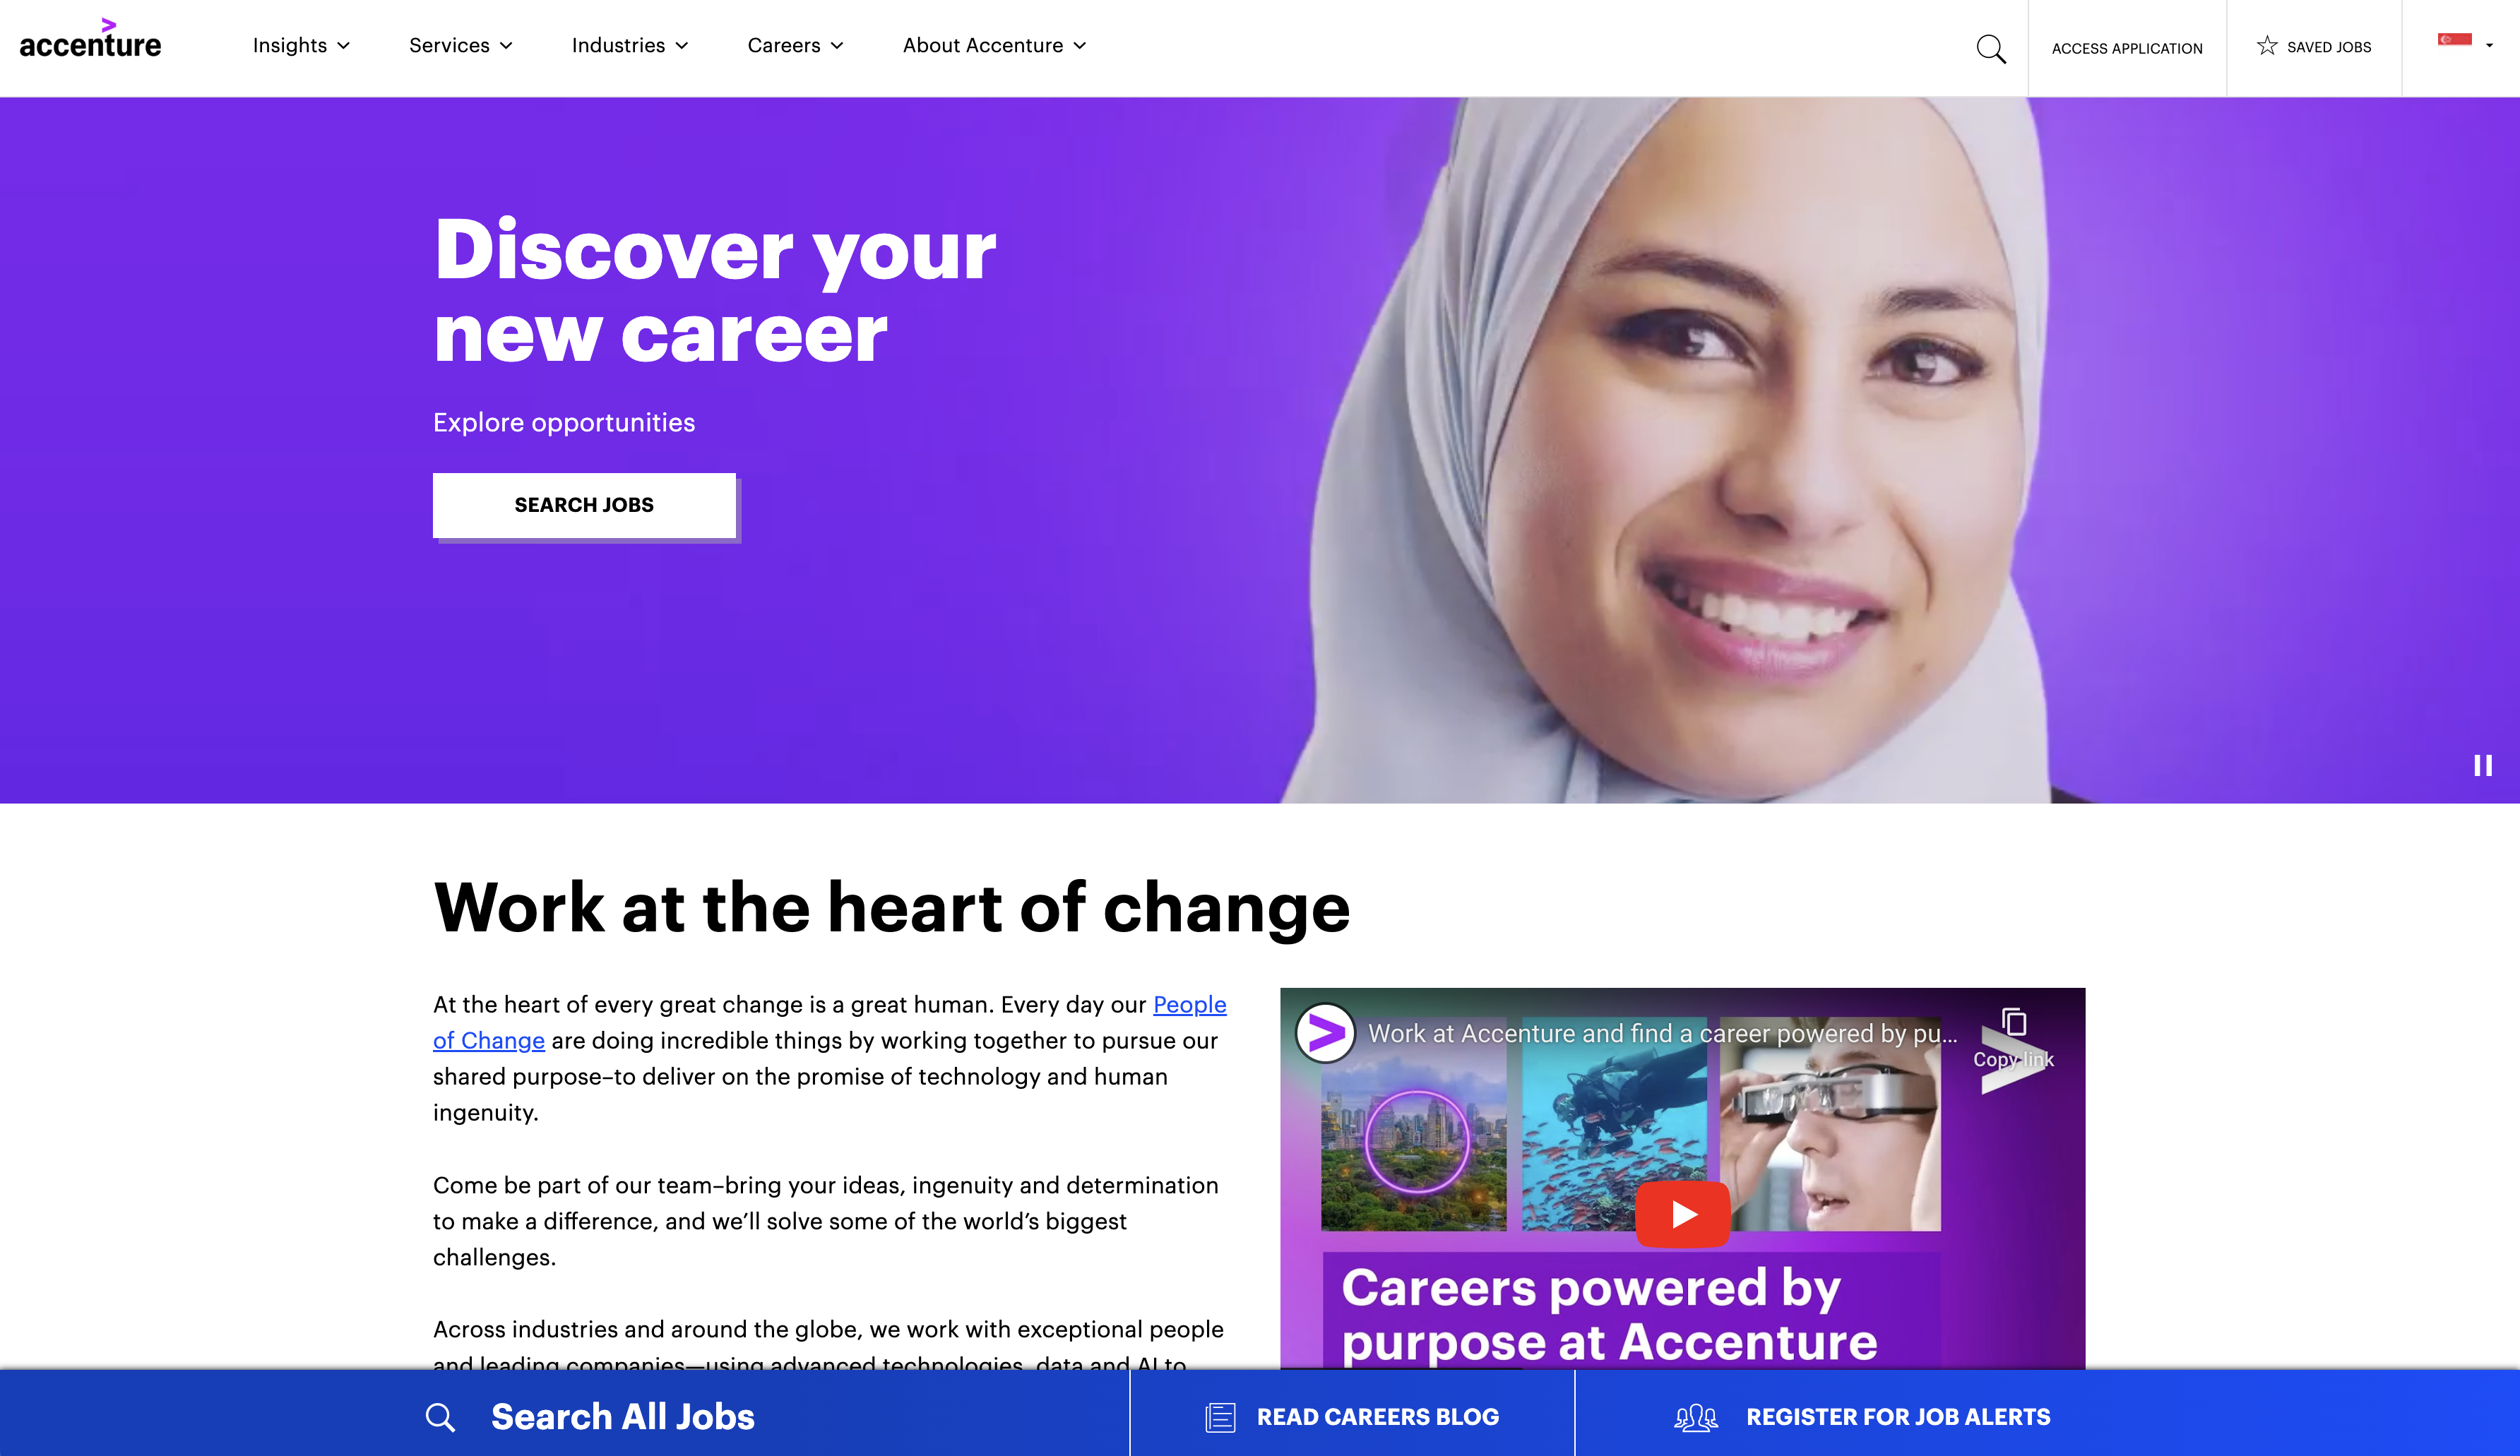 accenture
Insights
Services
Industries
Careers
About Accenture
ACCESS APPLICATION
SAVED JOBS
Discover your
new career
Explore opportunities
SEARCH JOBS
Work at the heart of change
At the heart of every great change is a great human. Every day our People
of Change are doing incredible things by working together to pursue our
shared purpose–to deliver on the promise of technology and human
ingenuity.
Come be part of our team–bring your ideas, ingenuity and determination
to make a difference, and we’ll solve some of the world’s biggest
challenges.
Across industries and around the globe, we work with exceptional people
and leading companies—using advanced technologies, data and AI to
Work at Accenture and find a career powered by pu...
Copy link
Careers powered by
purpose at Accenture
Search All Jobs
READ CAREERS BLOG
REGISTER FOR JOB ALERTS